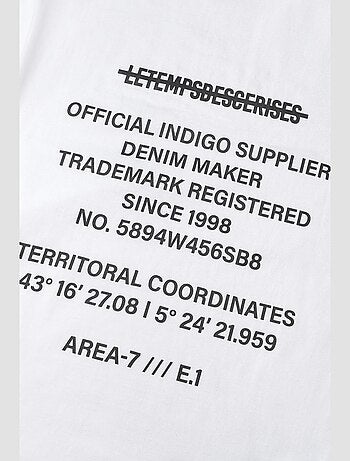 LETEMPSDESCERISES
OFFICIAL INDIGO SUPPLIER
DENIM MAKER
TRADEMARK REGISTERED
SINCE 1998
NO. 5894W456SB8
TERRITORAL COORDINATES
43° 16' 27.08 I 5° 24' 21.959
AREA-7 /// E.1